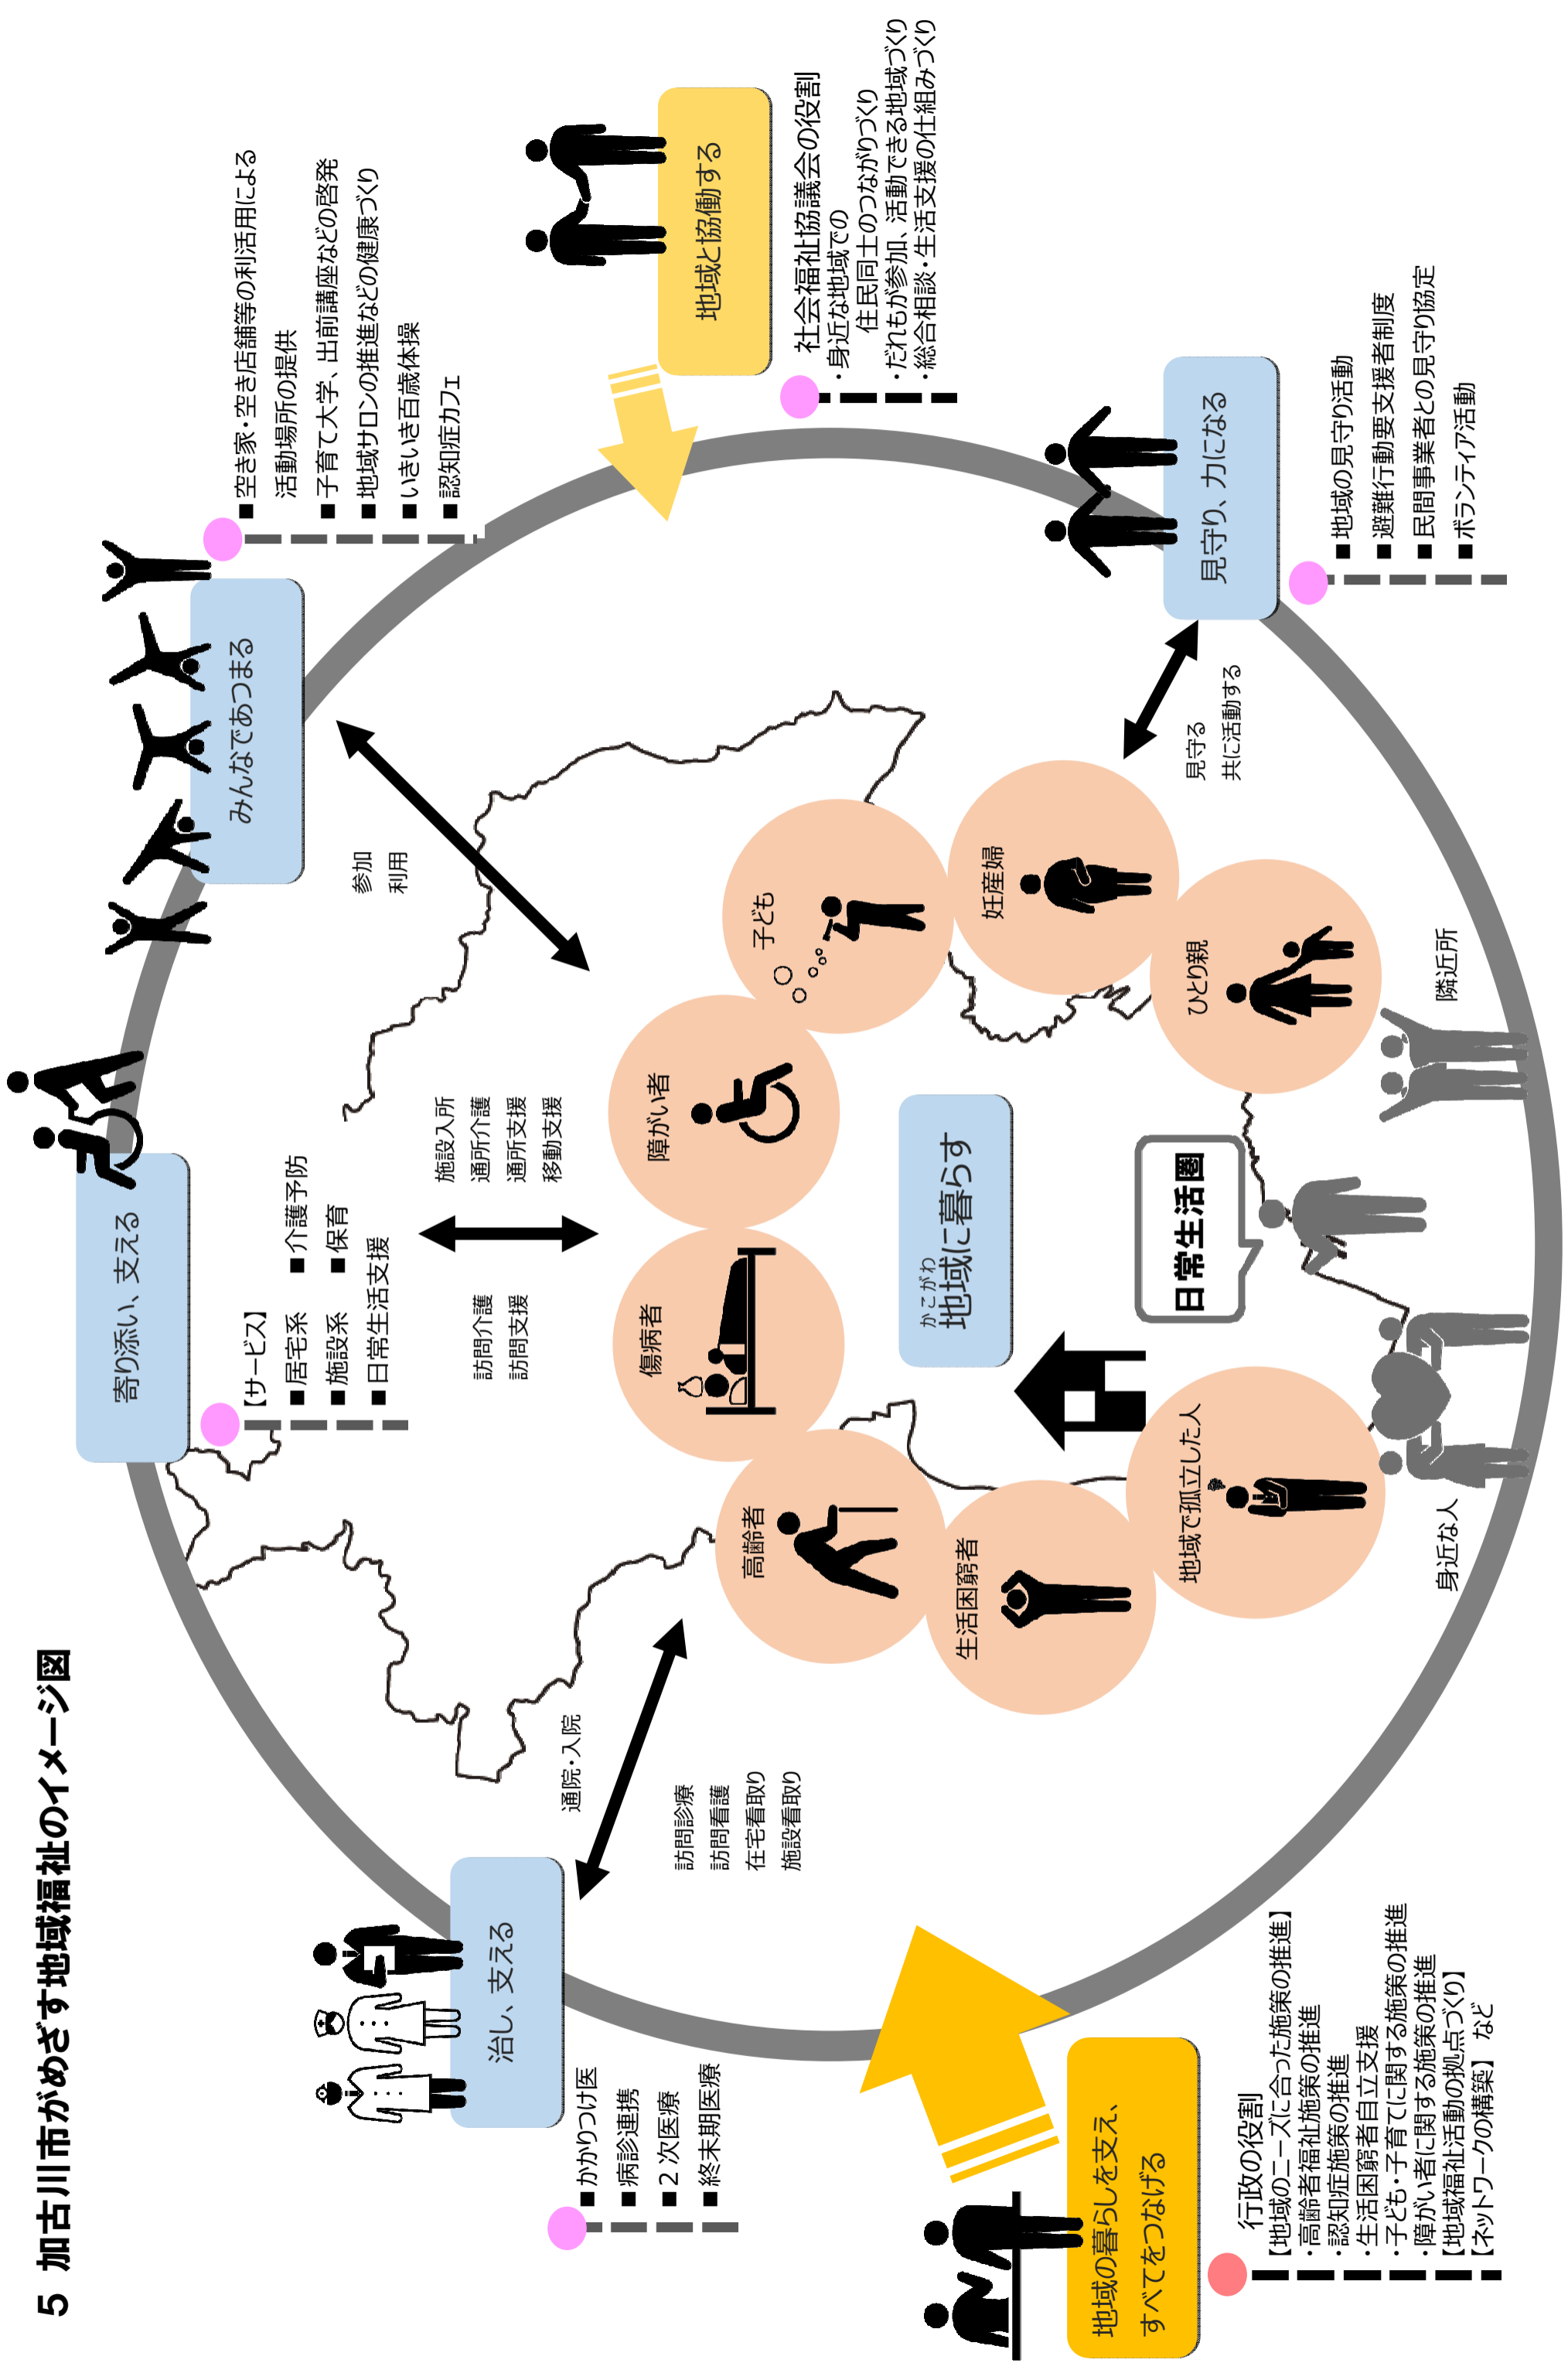 5 加古川市がめざす地域福祉のイメージ図
寄り添い、支える
【サービス】
■居宅系 ■介護予防
■施設系 ■保育
■日常生活支援
訪問介護
訪問支援
施設入所
通所介護
通所支援
移動支援
みんなであつまる
■空き家・空き店舗等の利活用による
活動場所の提供
■子育て大学、出前講座などの啓発
■地域サロンの推進などの健康づくり
■いきいき百歳体操
■認知症カフェ
参加
利用
治し、支える
■かかりつけ医
■病診連携
■2次医療
■終末期医療
通院・入院
訪問診療
訪問看護
在宅看取り
施設看取り
地域と協働する
社会福祉協議会の役割
・身近な地域での
住民同士のつながりづくり
・だれもが参加、活動できる地域づくり
・総合相談・生活支援の仕組みづくり
傷病者
障がい者
高齢者
子ども
生活困窮者
妊産婦
地域で孤立した人
ひとり親
かこがわ
地域に暮らす
日常生活圏
身近な人
隣近所
見守る
共に活動する
見守り、力になる
■地域の見守り活動
■避難行動要支援者制度
■民間事業者との見守り協定
■ボランティア活動
地域の暮らしを支え、
すべてをつなげる
行政の役割
【地域のニーズに合った施策の推進】
・高齢者福祉施策の推進
・認知症施策の推進
・生活困窮者自立支援
・子ども・子育てに関する施策の推進
・障がい者に関する施策の推進
【地域福祉活動の拠点づくり】
【ネットワークの構築】 など